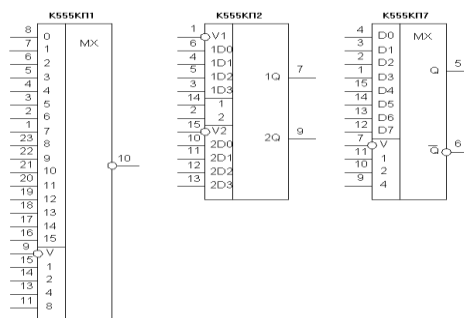 К555КП1
К555КП2
К555КП7
8 0 MX
7 1
6 2
5 3
4 4
3 5
2 6
1 7
23 8
22 9
21 10
20 11
19 12
18 13
17 14
16 15
9 V
15 1
14 2
13 4
11 8
10
1 V1
6 1D0
4 1D1
5 1D2
3 1D3
14 1
2 2
15 V2
10 2D0
11 2D1
12 2D2
13 2D3
1Q 7
2Q 9
4 D0 MX
3 D1
2 D2
1 D3
15 D4
14 D5
13 D6
12 D7
7 V
11 1
10 2
9 4
Q 5
Q 6